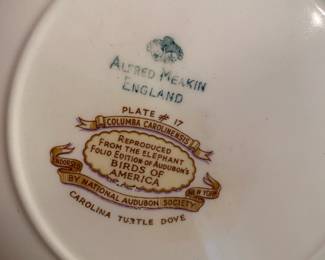 ALFRED MEAKIN
ENGLAND
PLATE # 17
COLUMBA CAROLINENSIS
REPRODUCED
FROM THE ELEPHANT
FOLIO EDITION OF AUDUBON'S
BIRDS OF
AMERICA
ENDORSED
BY NATIONAL AUDUBON SOCIETY
NEW YORK
CAROLINA TURTLE DOVE